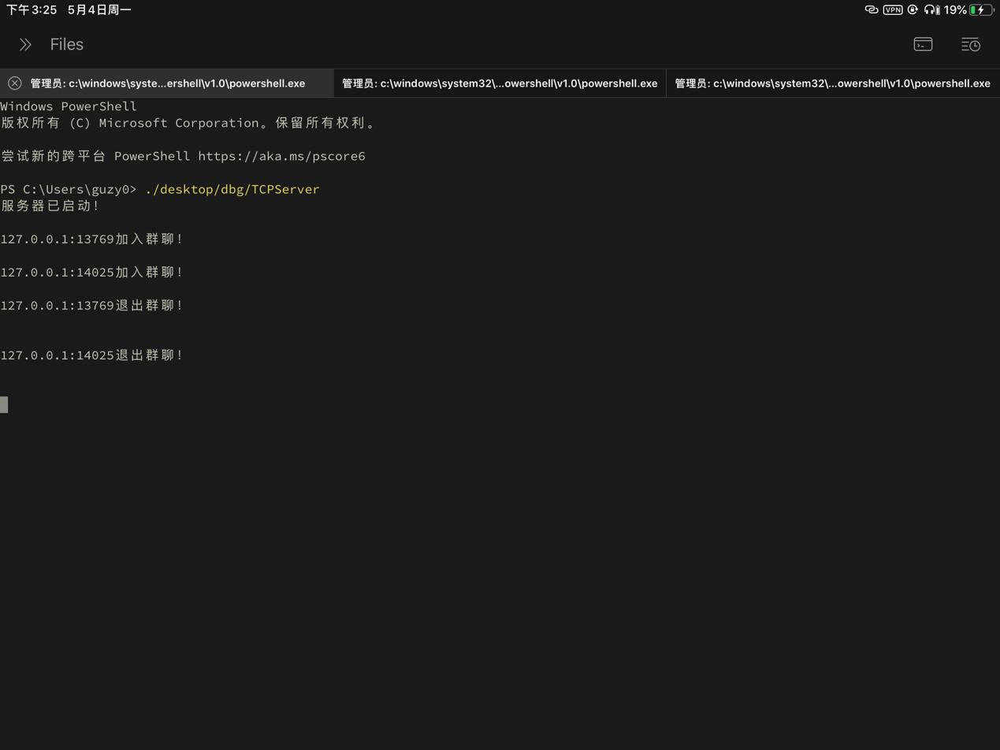 下午3:25 5月4日周一
VPN 19%
Files
管理员: c:\windows\syste...ershell\v1.0\powershell.exe
管理员: c:\windows\system32\...owershell\v1.0\powershell.exe
管理员: c:\windows\system32\...owershell\v1.0\powershell.exe
Windows PowerShell
版权所有 (C) Microsoft Corporation。保留所有权利。
尝试新的跨平台 PowerShell https://aka.ms/pscore6
PS C:\Users\guzy0> ./desktop/dbg/TCPServer
服务器已启动！
127.0.0.1:13769加入群聊！
127.0.0.1:14025加入群聊！
127.0.0.1:13769退出群聊！
127.0.0.1:14025退出群聊！